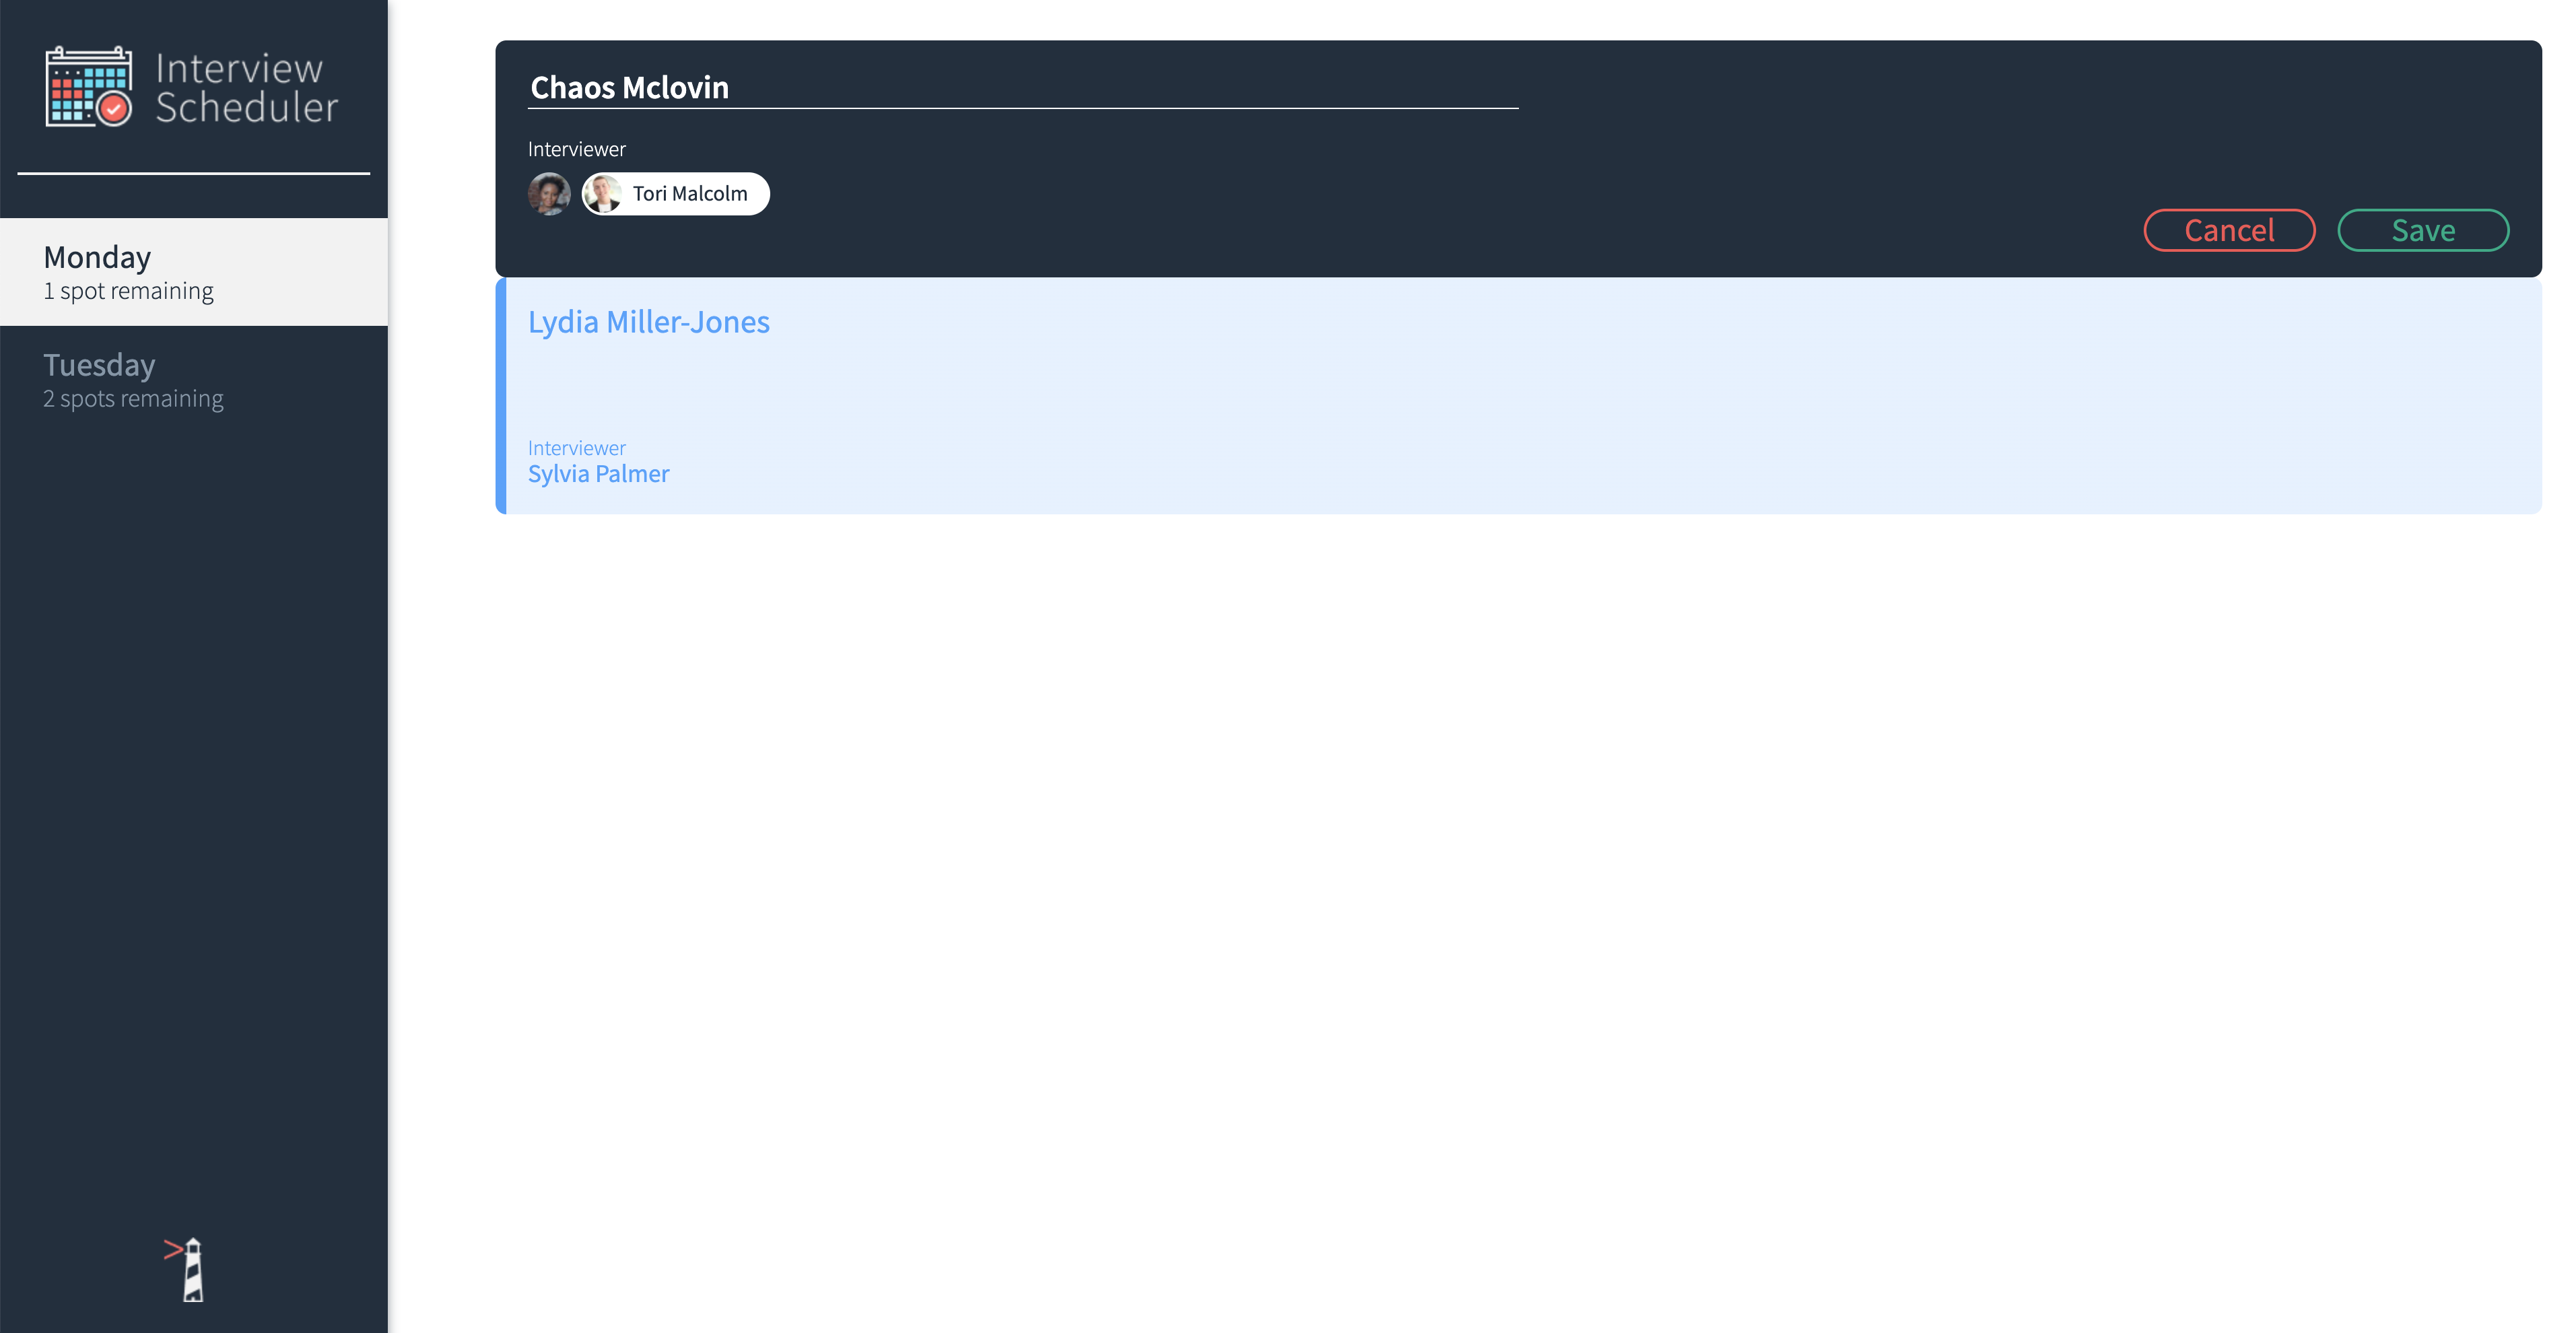 Interview
Scheduler
Monday
1 spot remaining
Tuesday
2 spots remaining
Chaos Mclovin
Interviewer
Tori Malcolm
Cancel
Save
Lydia Miller-Jones
Interviewer
Sylvia Palmer